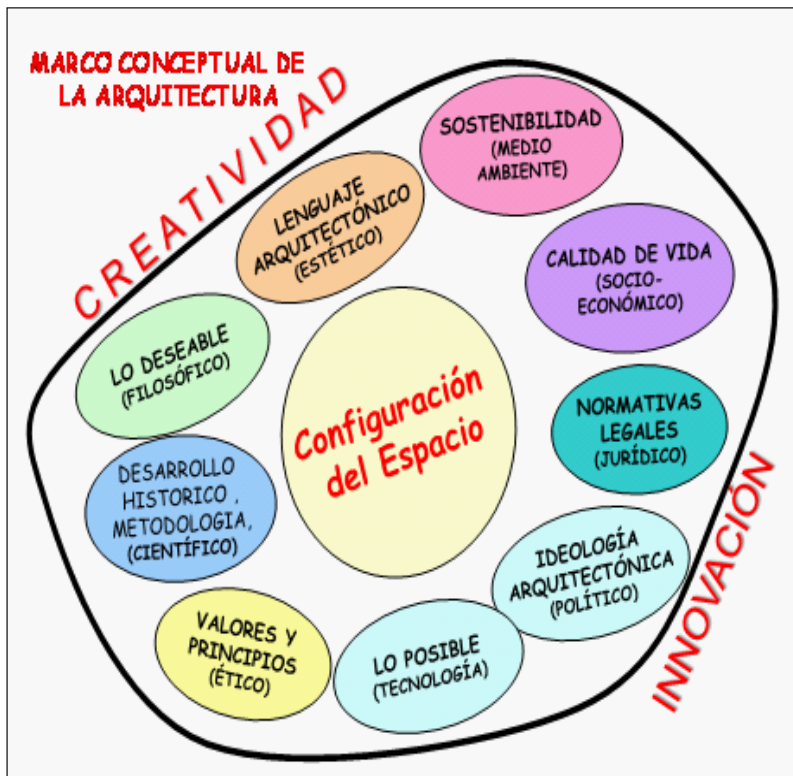 MARCO CONCEPTUAL DE
LA ARQUITECTURA
CREATIVIDAD
SOSTENIBILIDAD
(MEDIO
AMBIENTE)
LENGUAJE
ARQUITECTÓNICO
(ESTÉTICO)
CALIDAD DE VIDA
(SOCIO-
ECONÓMICO)
LO DESEABLE
(FILOSÓFICO)
Configuración
del Espacio
NORMATIVAS
LEGALES
(JURÍDICO)
DESARROLLO
HISTORICO ,
METODOLOGIA,
(CIENTÍFICO)
IDEOLOGÍA
ARQUITECTÓNICA
(POLÍTICO)
INNOVACIÓN
VALORES Y
PRINCIPIOS
(ÉTICO)
LO POSIBLE
(TECNOLOGÍA)